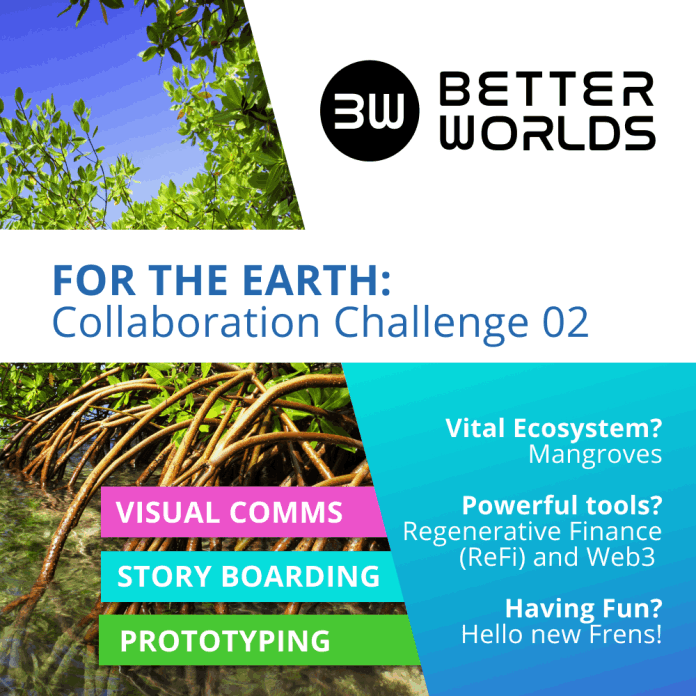 BW
BETTER
WORLDS
FOR THE EARTH:
Collaboration Challenge 02
VISUAL COMMS
STORY BOARDING
PROTOTYPING
Vital Ecosystem?
Mangroves
Powerful tools?
Regenerative Finance
(ReFi) and Web3
Having Fun?
Hello new Frens!